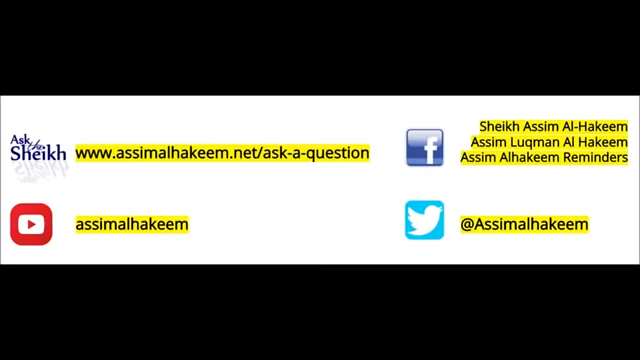 Ask
the
Sheikh
www.assimalhakeem.net/ask-a-question
Sheikh Assim Al-Hakeem
Assim Luqman Al Hakeem
Assim Alhakeem Reminders
assimalhakeem
@Assimalhakeem